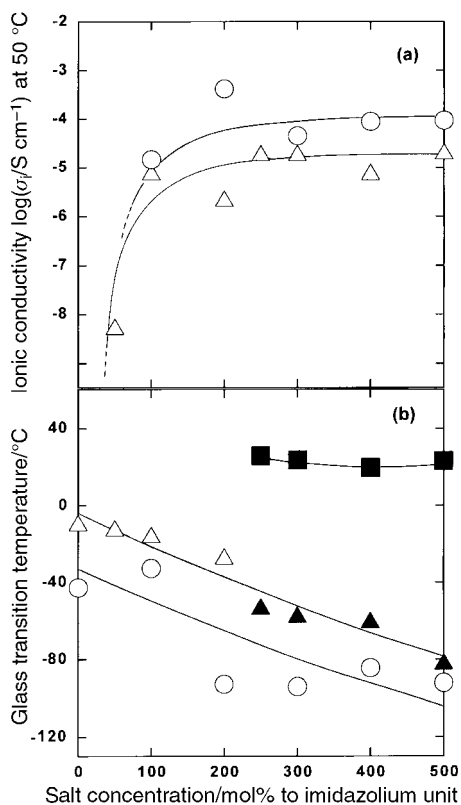 Ionic conductivity log(σi/S cm−1) at 50 °C
-2
-3
-4
-5
-6
-7
-8
(a)
Glass transition temperature/°C
40
0
-40
-80
-120
(b)
0 100 200 300 400 500
Salt concentration/mol% to imidazolium unit